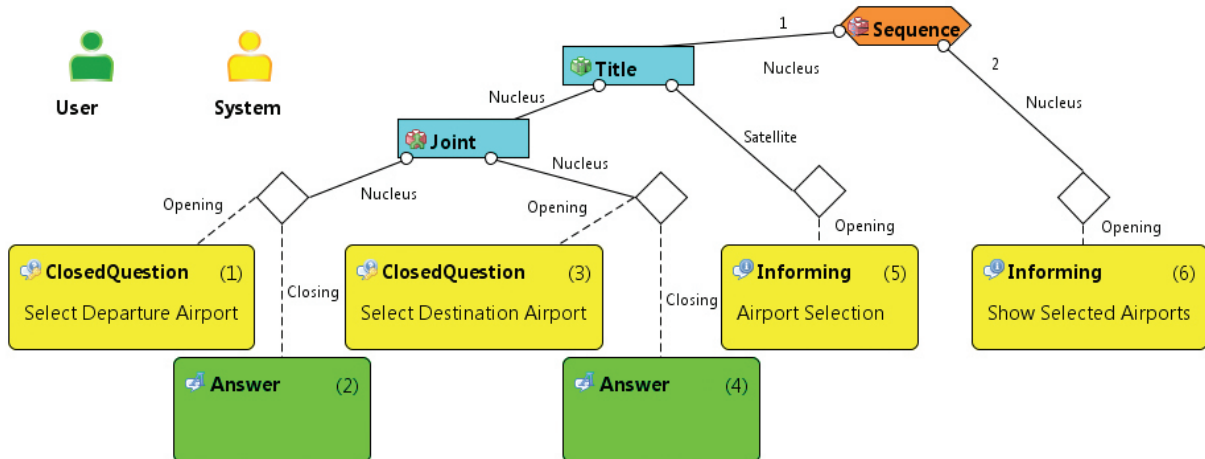 1
Sequence
Title
Nucleus
2
User
System
Nucleus
Nucleus
Satellite
Joint
Nucleus
Opening
Nucleus
Opening
Opening
Opening
ClosedQuestion (1)
Select Departure Airport
Closing
ClosedQuestion (3)
Select Destination Airport
Closing
Informing (5)
Airport Selection
Informing (6)
Show Selected Airports
Answer (2)
Answer (4)